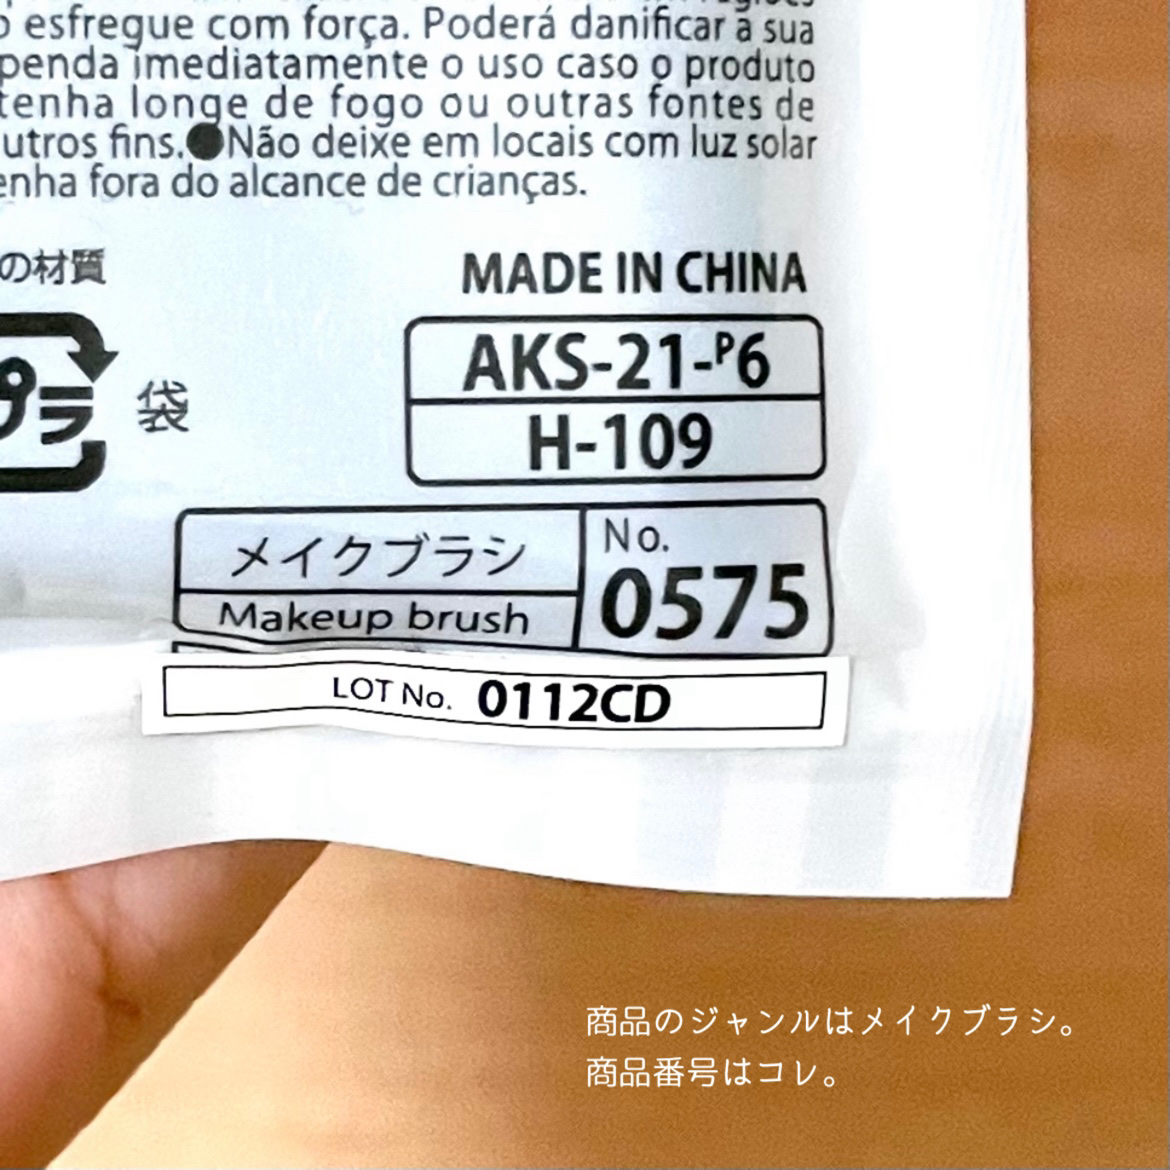 esfregue com força. Poderá danificar a sua
penda imediatamente o uso caso o produto
tenha longe de fogo ou outras fontes de
utros fins.●Não deixe em locais com luz solar
enha fora do alcance de crianças.
の材質
MADE IN CHINA
プラ
袋
AKS-21-P6
H-109
メイクブラシ
Makeup brush
No.
0575
LOT No. 0112CD
商品のジャンルはメイクブラシ。
商品番号はコレ。